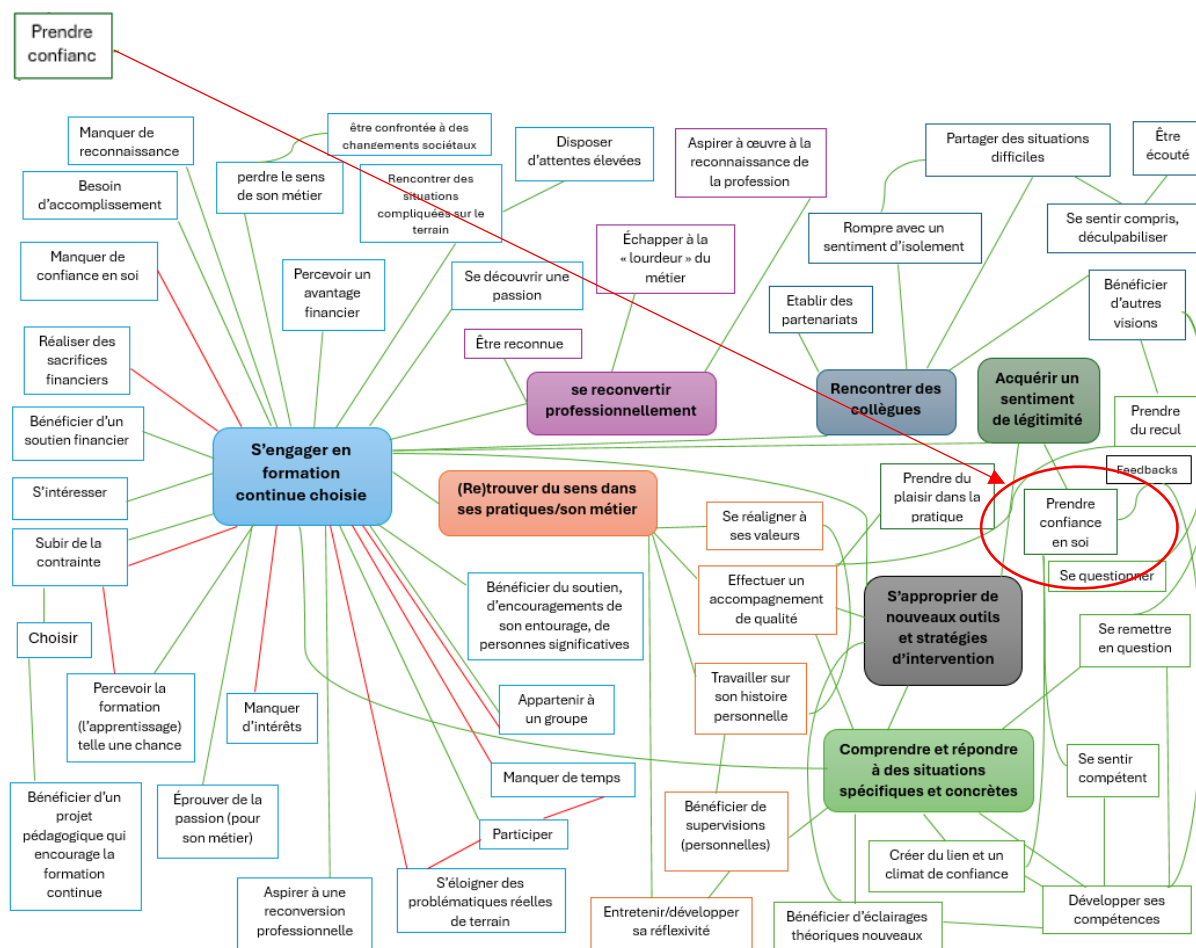 Prendre
confianc
Manquer de
reconnaissance
être confrontée à des
changements sociétaux
Disposer
d'attentes élevées
Aspirer à œuvre à la
reconnaissance de
la profession
Partager des situations
difficiles
Être
écouté
Besoin
d'accomplissement
perdre le sens
de son métier
Rencontrer des
situations
compliquées sur le
terrain
Rompre avec un
sentiment d'isolement
Se sentir compris,
déculpabiliser
Manquer de
confiance en soi
Percevoir un
avantage
financier
Se découvrir une
passion
Échapper à la
« lourdeur » du
métier
Etablir des
partenariats
Bénéficier
d'autres
visions
Réaliser des
sacrifices
financiers
Être reconnue
se reconvertir
professionnellement
Rencontrer des
collègues
Acquérir un
sentiment
de légitimité
Prendre
du recul
Bénéficier d'un
soutien financier
S'engager en
formation
continue choisie
(Re)trouver du sens dans
ses pratiques/son métier
Prendre du
plaisir dans la
pratique
Feedbacks
S'intéresser
Se réaligner à
ses valeurs
Prendre
confiance
en soi
Subir de la
contrainte
Bénéficier du soutien,
d'encouragements de
son entourage, de
personnes significatives
Effectuer un
accompagnement
de qualité
S'approprier de
nouveaux outils
et stratégies
d'intervention
Se questionner
Choisir
Se remettre
en question
Percevoir la
formation
(l'apprentissage)
telle une chance
Manquer
d'intérêts
Appartenir à
un groupe
Travailler sur
son histoire
personnelle
Comprendre et répondre
à des situations
spécifiques et concrètes
Se sentir
compétent
Manquer de temps
Bénéficier d'un
projet
pédagogique qui
encourage la
formation
continue
Éprouver de la
passion (pour
son métier)
Participer
Bénéficier de
supervisions
(personnelles)
Créer du lien et un
climat de confiance
Aspirer à une
reconversion
professionnelle
S'éloigner des
problématiques réelles
de terrain
Entretenir/développer
sa réflexivité
Bénéficier d'éclairages
théoriques nouveaux
Développer ses
compétences